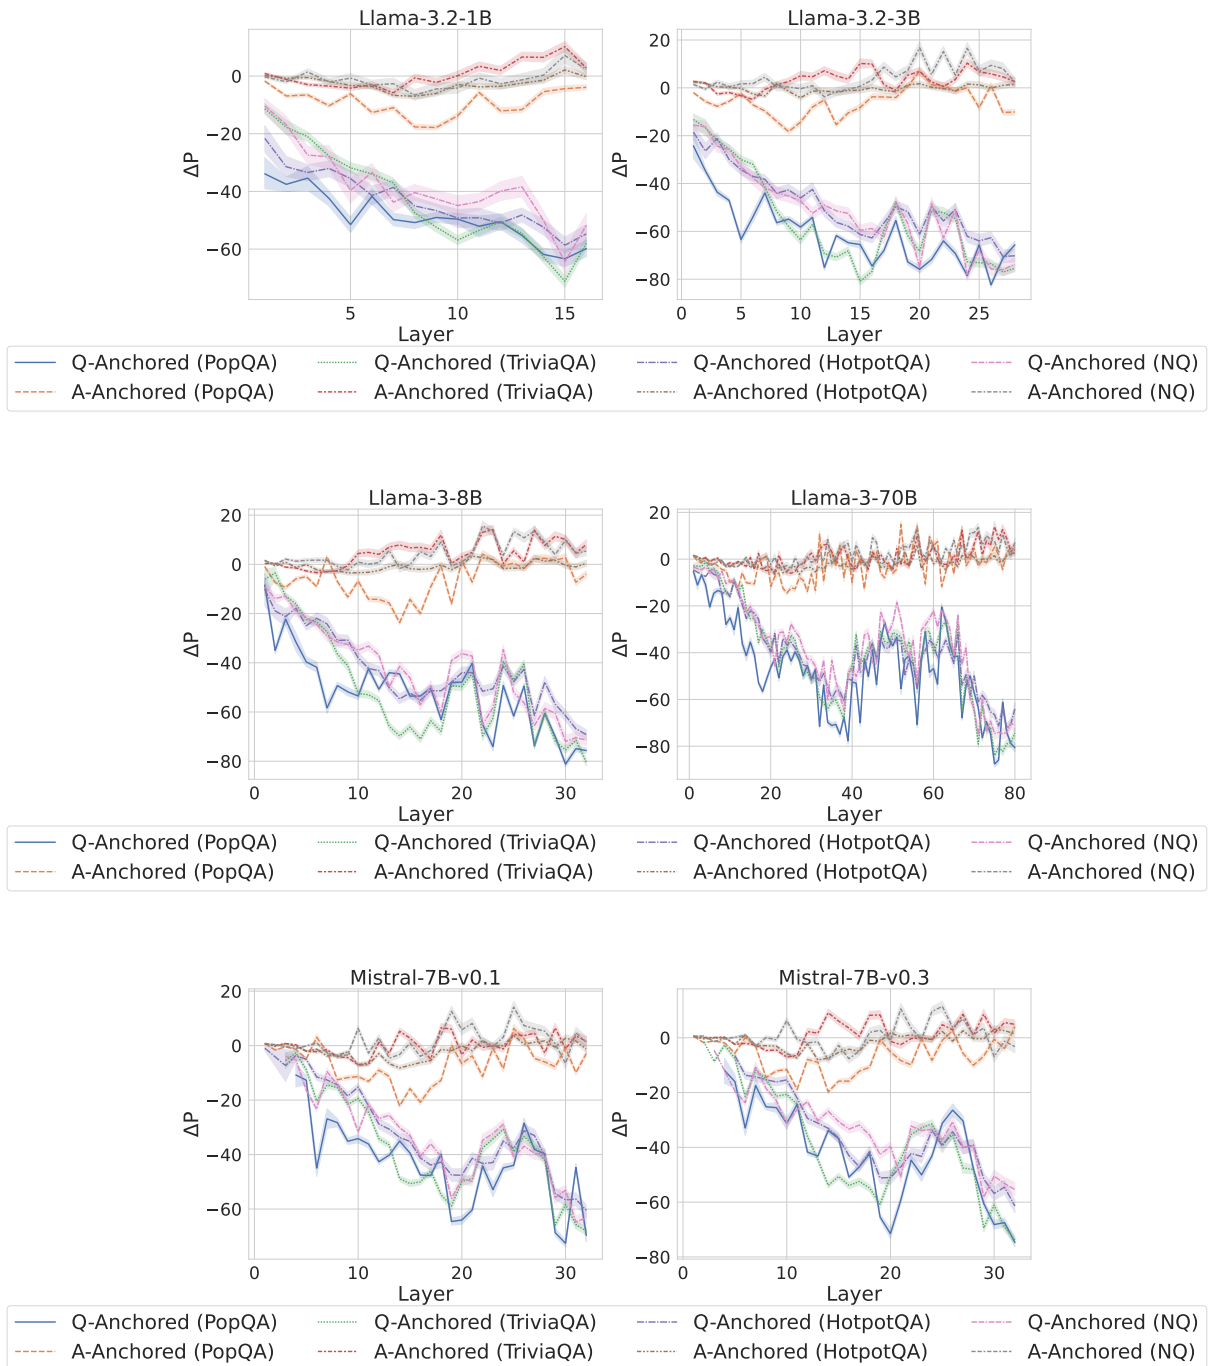 Llama-3.2-1B Llama-3.2-3B
0 −20 −40 −60
20 0 −20 −40 −60 −80
ΔP ΔP
5 10 15 0 5 10 15 20 25
Layer Layer
Q-Anchored (PopQA) Q-Anchored (TriviaQA) Q-Anchored (HotpotQA) Q-Anchored (NQ)
A-Anchored (PopQA) A-Anchored (TriviaQA) A-Anchored (HotpotQA) A-Anchored (NQ)
Llama-3-8B Llama-3-70B
20 0 −20 −40 −60 −80
20 0 −20 −40 −60 −80
ΔP ΔP
0 10 20 30 0 20 40 60 80
Layer Layer
Q-Anchored (PopQA) Q-Anchored (TriviaQA) Q-Anchored (HotpotQA) Q-Anchored (NQ)
A-Anchored (PopQA) A-Anchored (TriviaQA) A-Anchored (HotpotQA) A-Anchored (NQ)
Mistral-7B-v0.1 Mistral-7B-v0.3
20 0 −20 −40 −60
0 −20 −40 −60 −80
ΔP ΔP
0 10 20 30 0 10 20 30
Layer Layer
Q-Anchored (PopQA) Q-Anchored (TriviaQA) Q-Anchored (HotpotQA) Q-Anchored (NQ)
A-Anchored (PopQA) A-Anchored (TriviaQA) A-Anchored (HotpotQA) A-Anchored (NQ)